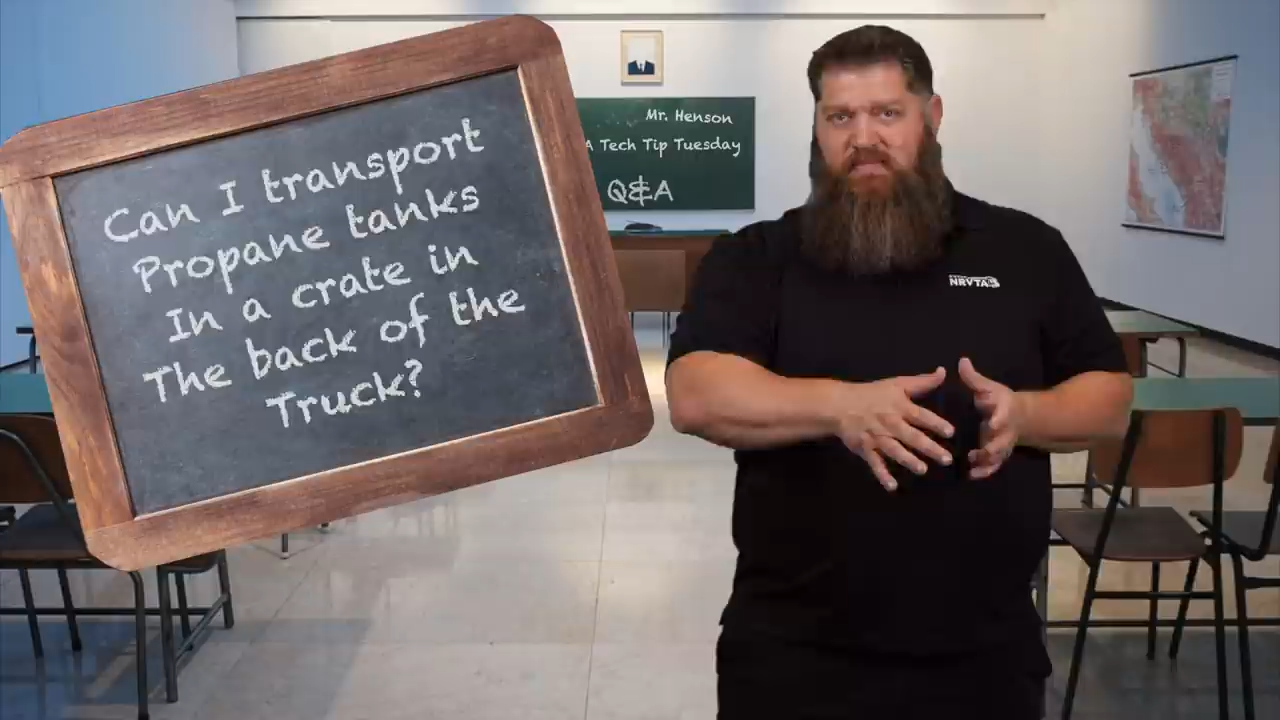 Can I transport
Propane tanks
In a crate in
The back of the
Truck?
Mr. Henson
A Tech Tip Tuesday
Q&A
NRVTA